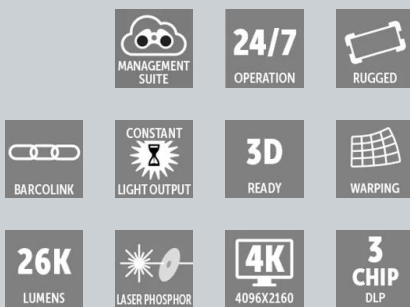 MANAGEMENT
SUITE
24/7
OPERATION
RUGGED
BARCOLINK
CONSTANT
LIGHT OUTPUT
3D
READY
WARPING
26K
LUMENS
LASER PHOSPHOR
4K
4096X2160
3
CHIP
DLP